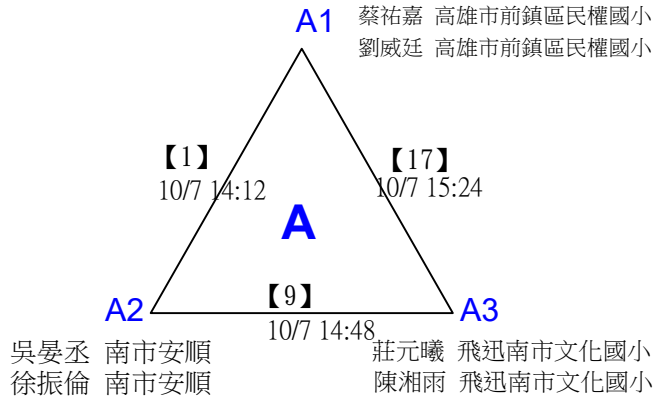 A1 蔡祐嘉 高雄市前鎮區民權國小
劉威廷 高雄市前鎮區民權國小
【1】
10/7 14:12
【17】
10/7 15:24
A
【9】
10/7 14:48
A2
A3
吳晏丞 南市安順
徐振倫 南市安順
莊元曦 飛迅南市文化國小
陳湘雨 飛迅南市文化國小